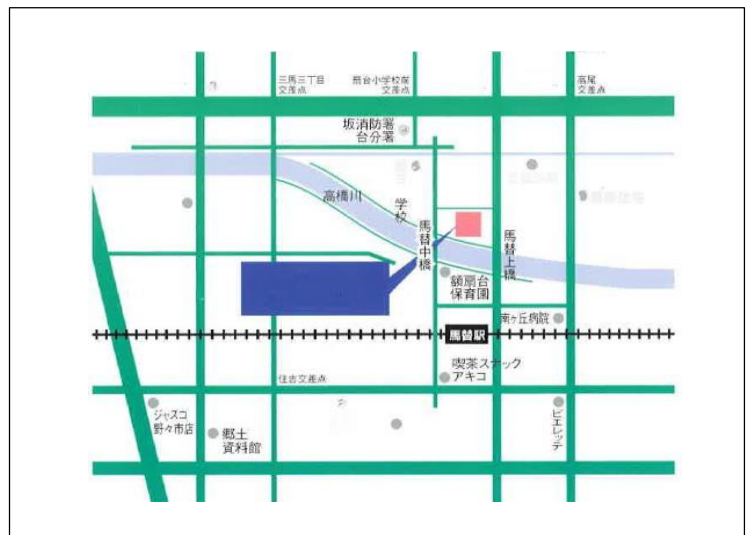 三馬三丁目
交差点
扇台小学校前
交差点
高尾
交差点
坂消防署
台分署
高橋川
学校
馬替中橋
馬替上橋
額扇台
保育園
南ヶ丘病院
馬替駅
喫茶スナック
アキコ
住吉交差点
ジャスコ
野々市店
郷土
資料館
ピエレッテ